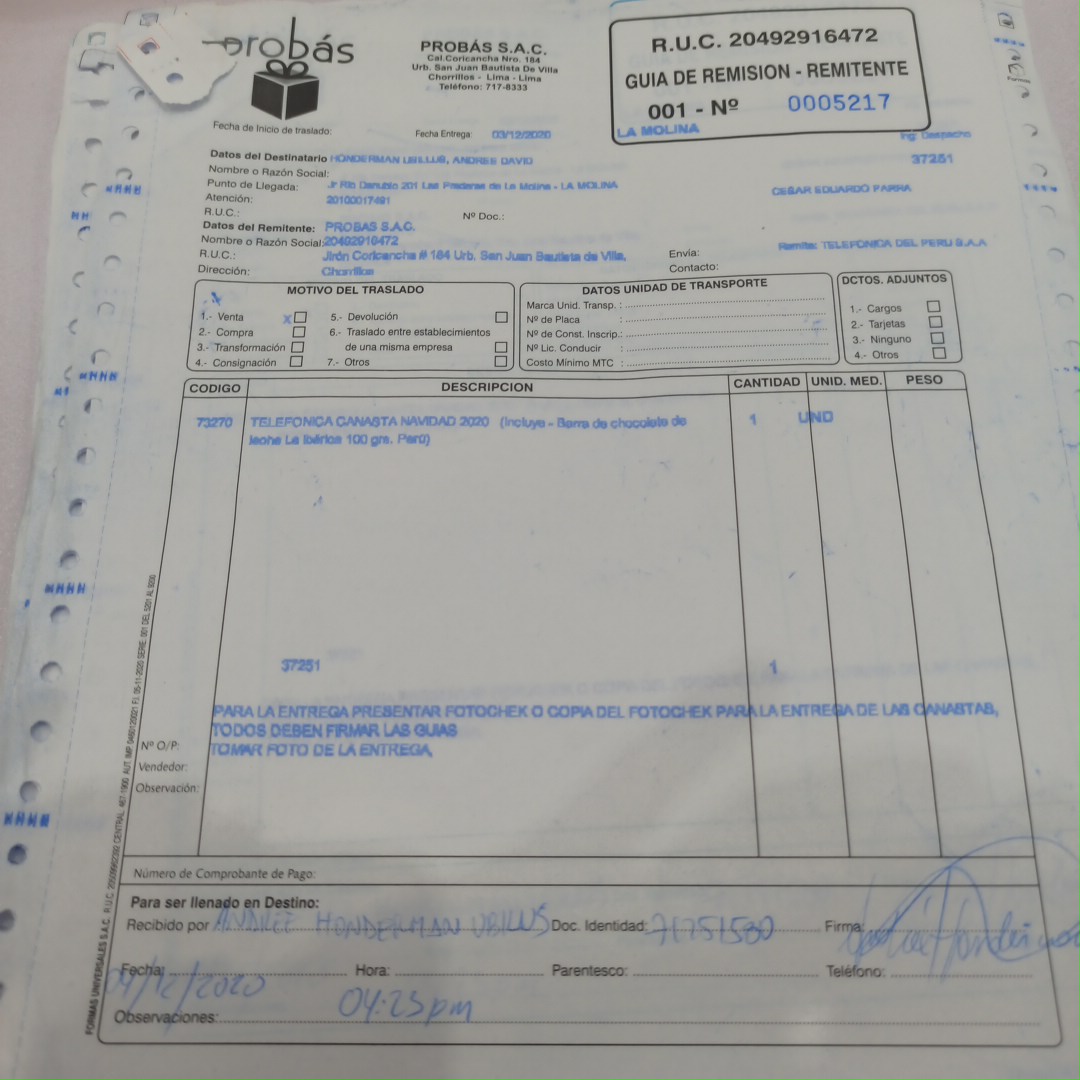 probás
PROBÁS S.A.C.
Cal.Coricancha Nro. 184
Urb. San Juan Bautista De Villa
Chorrillos - Lima - Lima
Teléfono: 717-8333
R.U.C. 20492916472
GUIA DE REMISION - REMITENTE
001 - Nº 0005217
LA MOLINA
Fecha de Inicio de traslado:
Fecha Entrega: 03/12/2020
Ing: Despacho
37251
Datos del Destinatario HONDERMAN UBILLUS, ANDRES DAVID
Nombre o Razón Social:
Punto de Llegada: Jr Rio Danubio 201 Las Praderas de La Molina - LA MOLINA
CESAR EDUARDO PARRA
Atención: 20100017491
R.U.C.:
Nº Doc.:
Datos del Remitente: PROBAS S.A.C.
Nombre o Razón Social: 20492916472
R.U.C.: Jirón Coricancha # 184 Urb. San Juan Bautista de Villa,
Envía: Remite: TELEFONICA DEL PERU S.A.A
Dirección: Chorrillos
Contacto:
MOTIVO DEL TRASLADO
1.- Venta X
2.- Compra
3.- Transformación
4.- Consignación
5.- Devolución
6.- Traslado entre establecimientos
de una misma empresa
7.- Otros
DATOS UNIDAD DE TRANSPORTE
Marca Unid. Transp. :
Nº de Placa :
Nº de Const. Inscrip.:
Nº Lic. Conducir :
Costo Mínimo MTC :
DCTOS. ADJUNTOS
1.- Cargos
2.- Tarjetas
3.- Ninguno
4.- Otros
CODIGO DESCRIPCION CANTIDAD UNID. MED. PESO
73270 TELEFONICA CANASTA NAVIDAD 2020 (Incluye - Barra de chocolate de 1 UND
leche La Ibérica 100 grs. Perú)
37251 1
PARA LA ENTREGA PRESENTAR FOTOCHEK O COPIA DEL FOTOCHEK PARA LA ENTREGA DE LAS CANASTAS,
TODOS DEBEN FIRMAR LAS GUIAS
TOMAR FOTO DE LA ENTREGA,
Nº O/P:
Vendedor:
Observación:
Número de Comprobante de Pago:
Para ser llenado en Destino:
Recibido por ANDREE HONDERMAN UBILLUS Doc. Identidad: 71751580 Firma:
Fecha: 04/12/2020 Hora: 04:23pm Parentesco: Teléfono:
Observaciones: